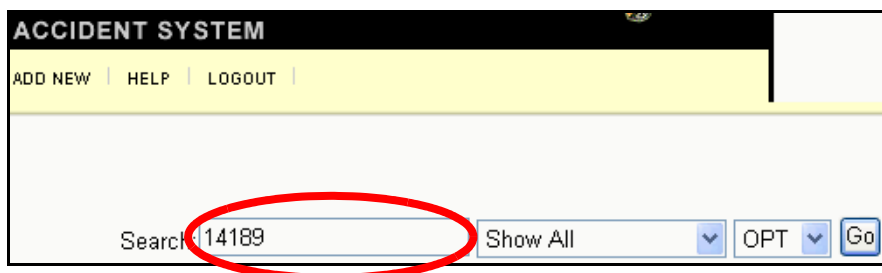 ACCIDENT SYSTEM
ADD NEW | HELP | LOGOUT |
Search: 14189 Show All OPT Go